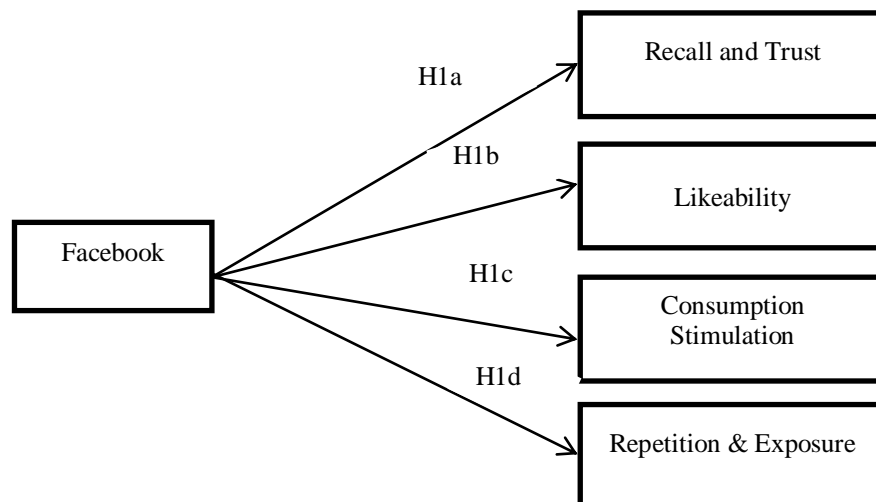 Recall and Trust
H1a
H1b
Likeability
Facebook
H1c
Consumption
Stimulation
H1d
Repetition & Exposure